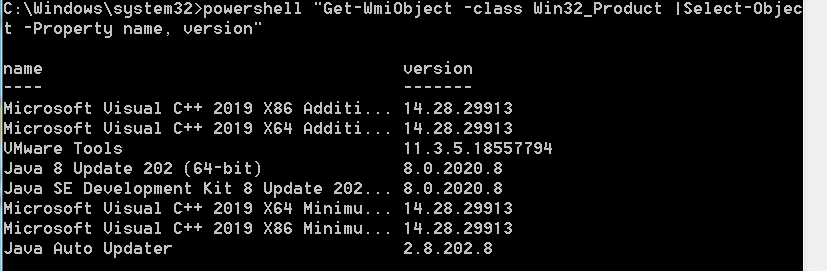 C:\Windows\system32>powershell "Get-WmiObject -class Win32_Product |Select-Objec
t -Property name, version"
name version
---- -------
Microsoft Visual C++ 2019 X86 Additi... 14.28.29913
Microsoft Visual C++ 2019 X64 Additi... 14.28.29913
VMware Tools 11.3.5.18557794
Java 8 Update 202 (64-bit) 8.0.2020.8
Java SE Development Kit 8 Update 202... 8.0.2020.8
Microsoft Visual C++ 2019 X64 Minimu... 14.28.29913
Microsoft Visual C++ 2019 X86 Minimu... 14.28.29913
Java Auto Updater 2.8.202.8